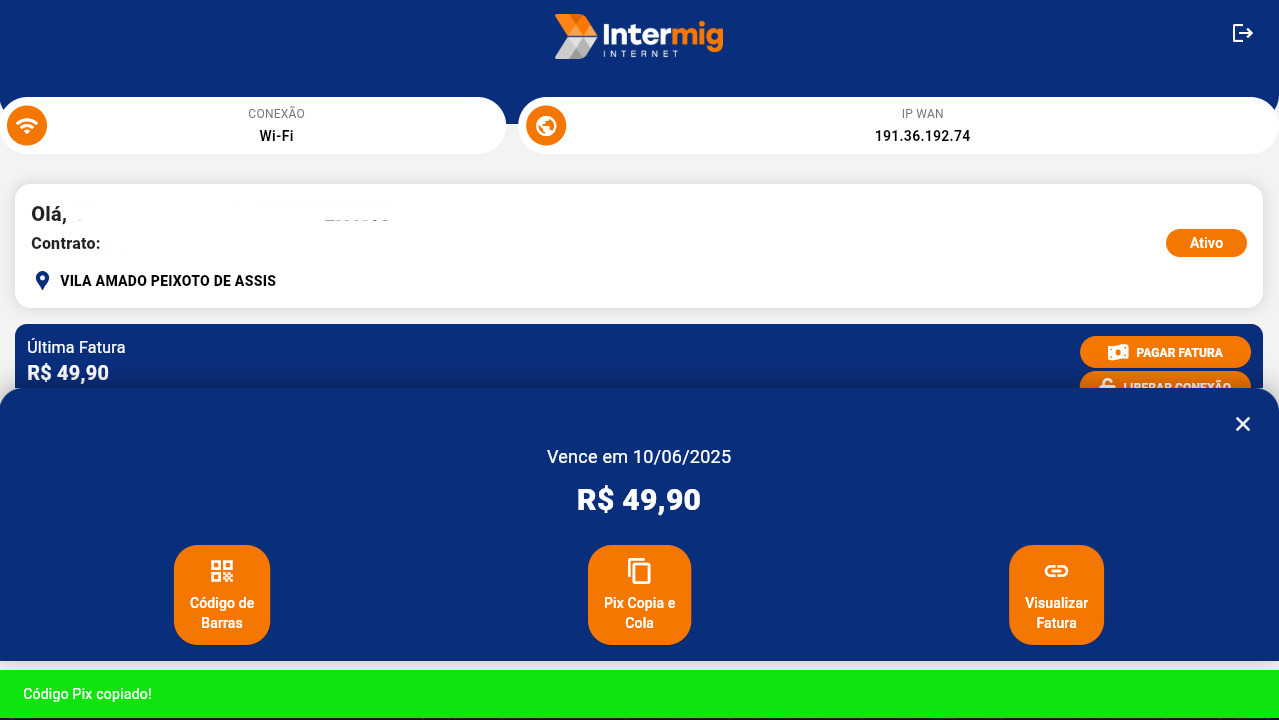 Intermig
INTERNET
CONEXÃO
Wi-Fi
IP WAN
191.36.192.74
Olá,
Contrato:
Ativo
VILA AMADO PEIXOTO DE ASSIS
Última Fatura
R$ 49,90
PAGAR FATURA
LIBERAR CONEXÃO
Vence em 10/06/2025
R$ 49,90
Código de
Barras
Pix Copia e
Cola
Visualizar
Fatura
Código Pix copiado!